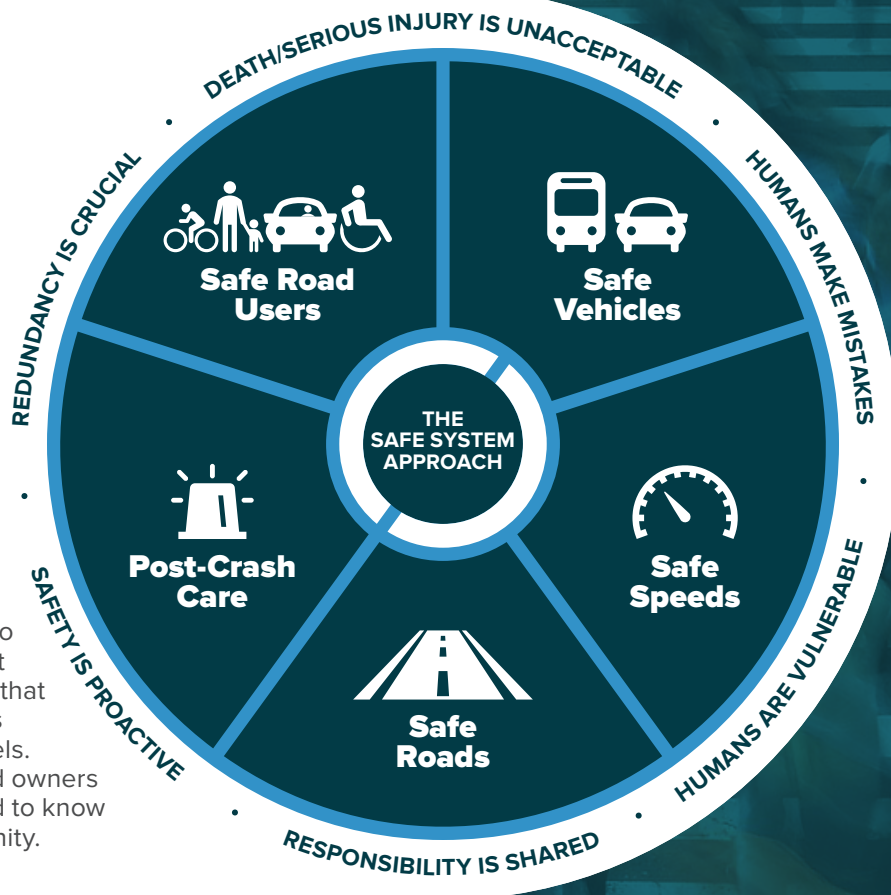 DEATH/SERIOUS INJURY IS UNACCEPTABLE
HUMANS MAKE MISTAKES
HUMANS ARE VULNERABLE
RESPONSIBILITY IS SHARED
SAFETY IS PROACTIVE
REDUNDANCY IS CRUCIAL
Safe Road
Users
Safe
Vehicles
THE
SAFE SYSTEM
APPROACH
Post-Crash
Care
Safe
Speeds
Safe
Roads
that
owners
to know